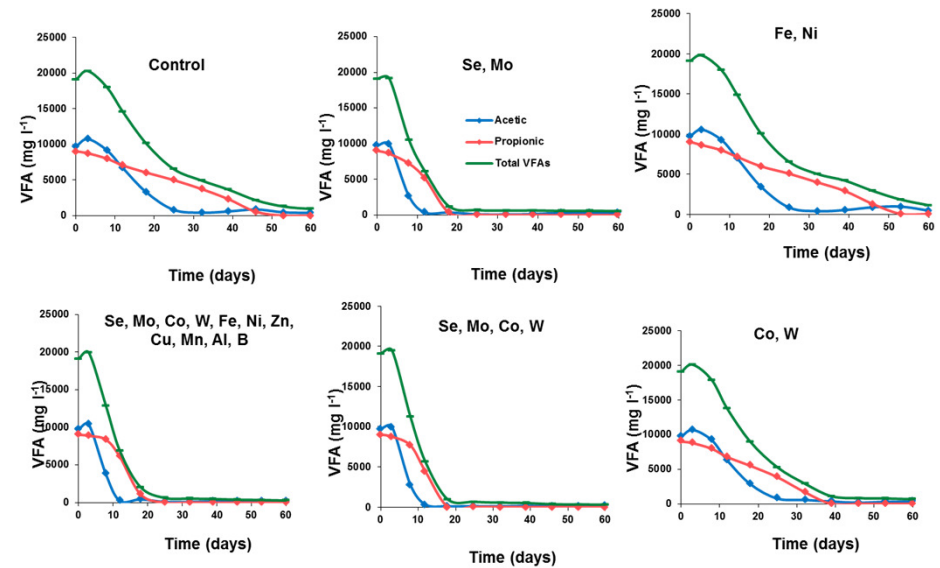 Control
VFA (mg l-1)
25000
20000
15000
10000
5000
0
0 10 20 30 40 50 60
Time (days)
Se, Mo
VFA (mg l-1)
25000
20000
15000
10000
5000
0
Acetic
Propionic
Total VFAs
0 10 20 30 40 50 60
Time (days)
Fe, Ni
VFA (mg l-1)
25000
20000
15000
10000
5000
0
0 10 20 30 40 50 60
Time (days)
Se, Mo, Co, W, Fe, Ni, Zn,
Cu, Mn, Al, B
VFA (mg l-1)
25000
20000
15000
10000
5000
0
0 10 20 30 40 50 60
Time (days)
Se, Mo, Co, W
VFA (mg l-1)
25000
20000
15000
10000
5000
0
0 10 20 30 40 50 60
Time (days)
Co, W
VFA (mg l-1)
25000
20000
15000
10000
5000
0
0 10 20 30 40 50 60
Time (days)